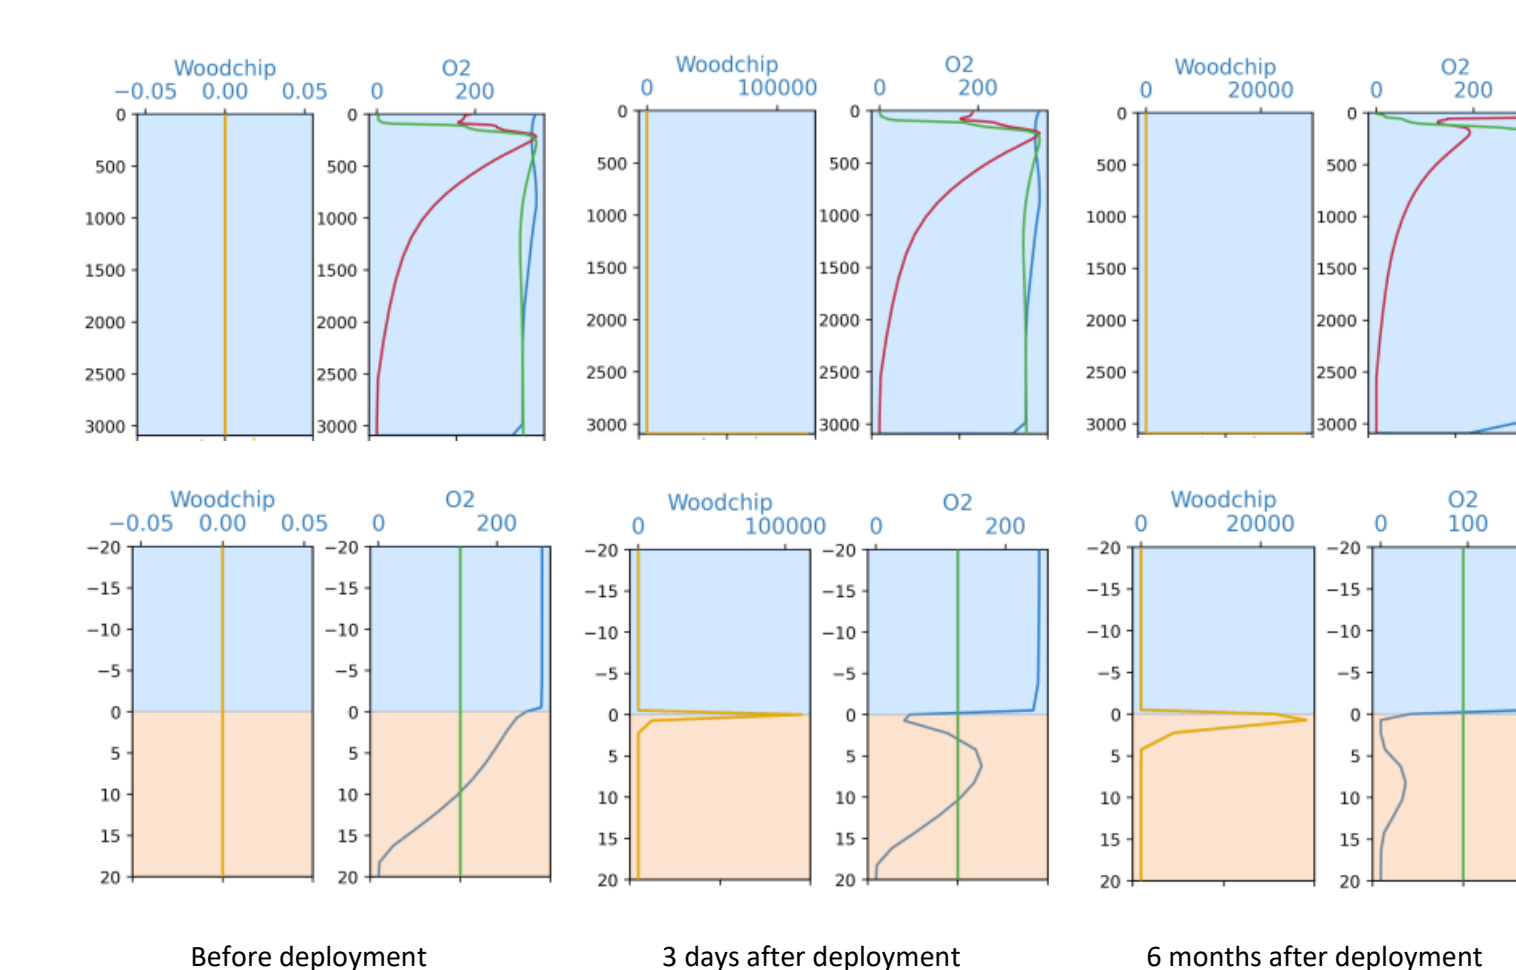 Woodchip O2 Woodchip O2 Woodchip O2
−0.05 0.00 0.05 0 200 0 100000 0 200 0 20000 0 200
0 0 0 0 0 0
500 500 500 500 500 500
1000 1000 1000 1000 1000 1000
1500 1500 1500 1500 1500 1500
2000 2000 2000 2000 2000 2000
2500 2500 2500 2500 2500 2500
3000 3000 3000 3000 3000 3000
Woodchip O2 Woodchip O2 Woodchip O2
−0.05 0.00 0.05 0 200 0 100000 0 200 0 20000 0 100
−20 −20 −20 −20 −20 −20
−15 −15 −15 −15 −15 −15
−10 −10 −10 −10 −10 −10
−5 −5 −5 −5 −5 −5
0 0 0 0 0 0
5 5 5 5 5 5
10 10 10 10 10 10
15 15 15 15 15 15
20 20 20 20 20 20
Before deployment 3 days after deployment 6 months after deployment